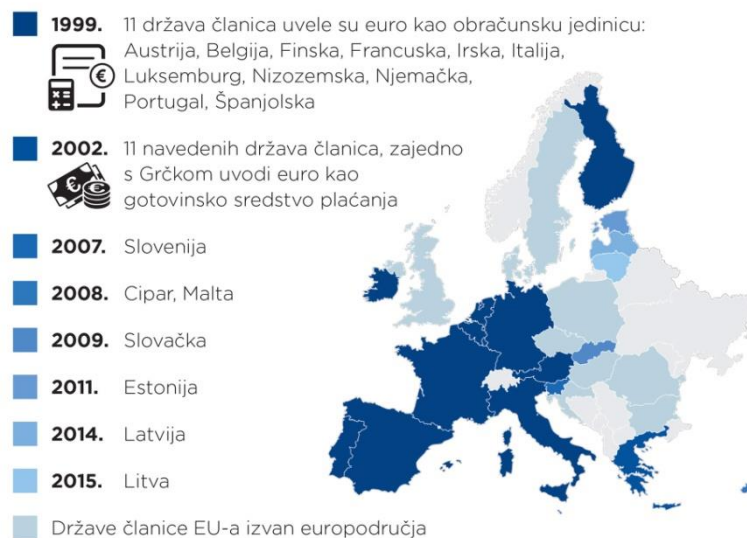 1999. 11 država članica uvele su euro kao obračunsku jedinicu:
Austrija, Belgija, Finska, Francuska, Irska, Italija,
Luksemburg, Nizozemska, Njemačka,
Portugal, Španjolska
2002. 11 navedenih država članica, zajedno
s Grčkom uvodi euro kao
gotovinsko sredstvo plaćanja
2007. Slovenija
2008. Cipar, Malta
2009. Slovačka
2011. Estonija
2014. Latvija
2015. Litva
Države članice EU-a izvan europodručja